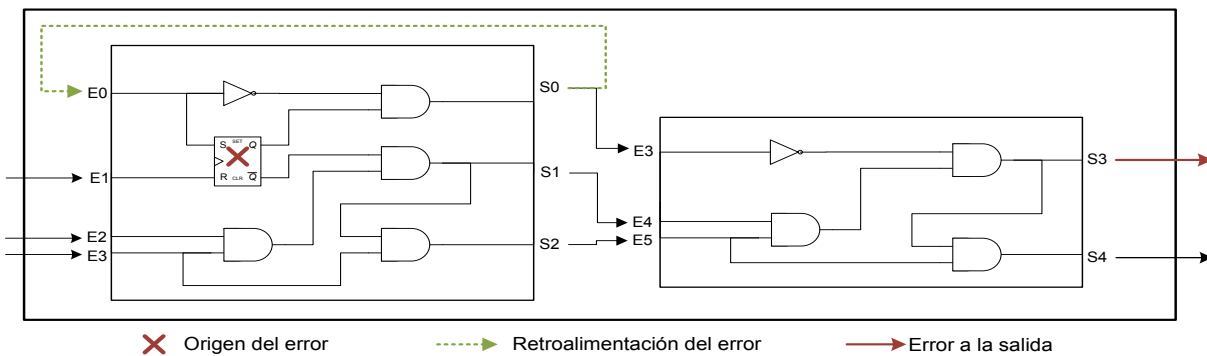 E0
E1
E2
E3
S SET Q
R CLR Q
S0
S1
S2
E3
E4
E5
S3
S4
Origen del error
Retroalimentación del error
Error a la salida